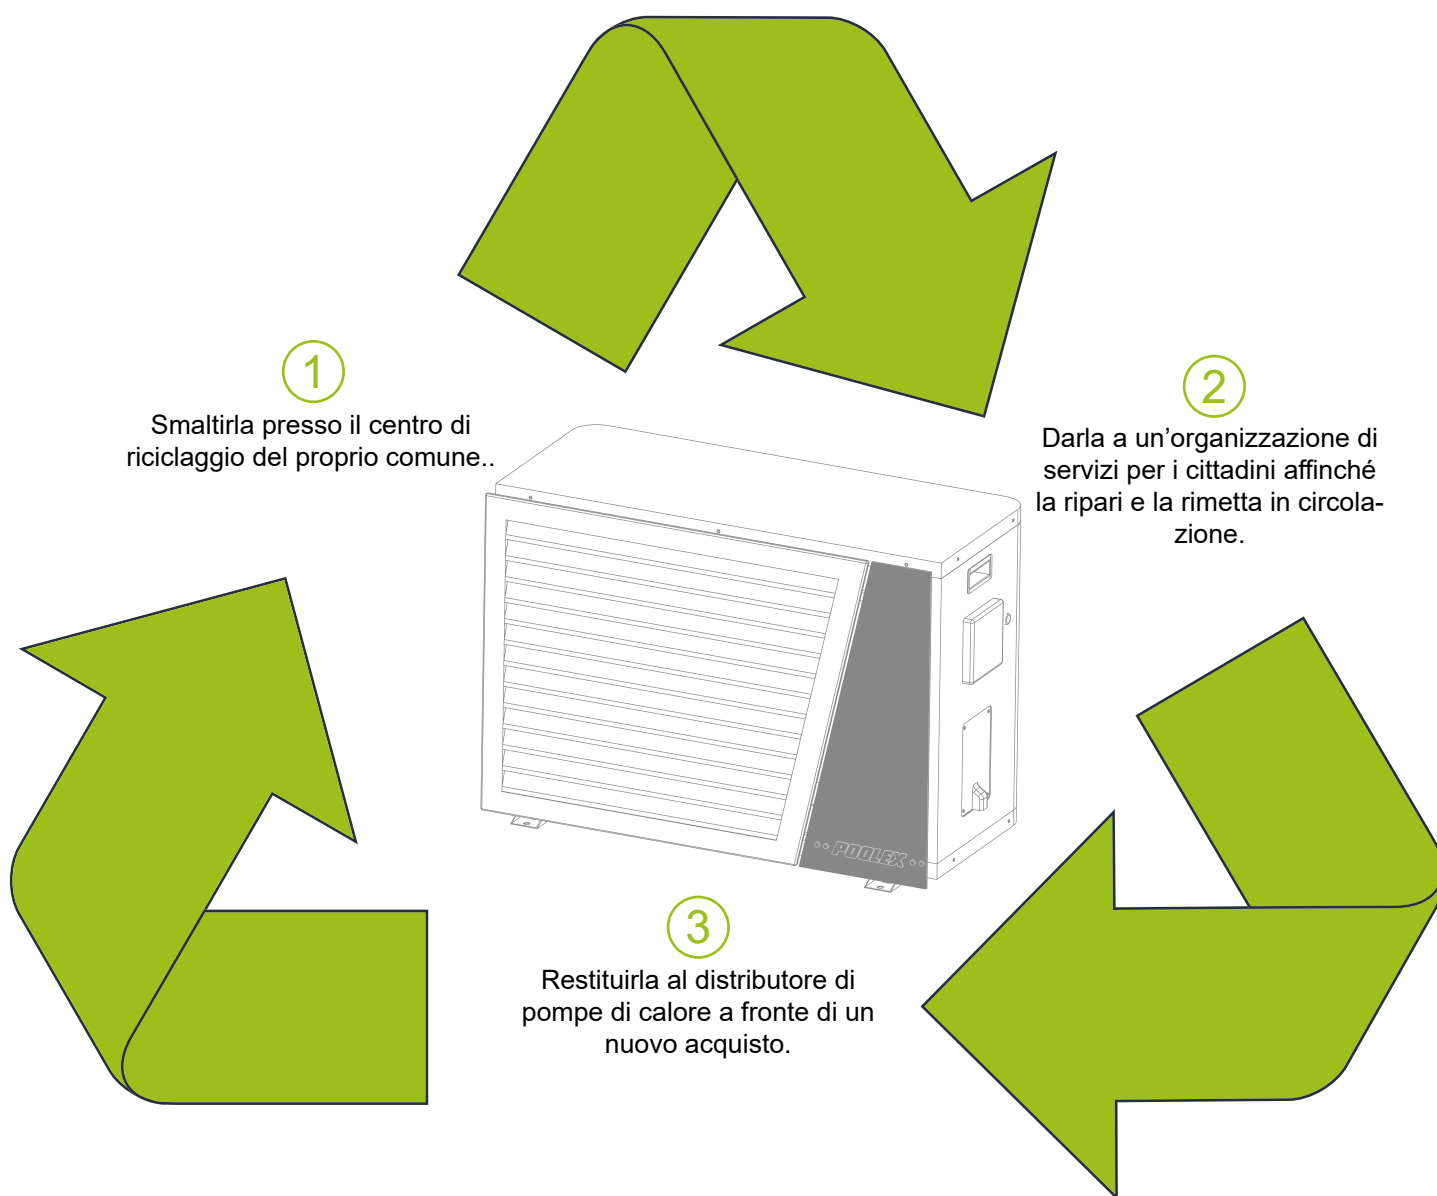 1
Smaltirla presso il centro di
riciclaggio del proprio comune..
2
Darla a un’organizzazione di
servizi per i cittadini affinché
la ripari e la rimetta in circola-
zione.
POOLEX
3
Restituirla al distributore di
pompe di calore a fronte di un
nuovo acquisto.